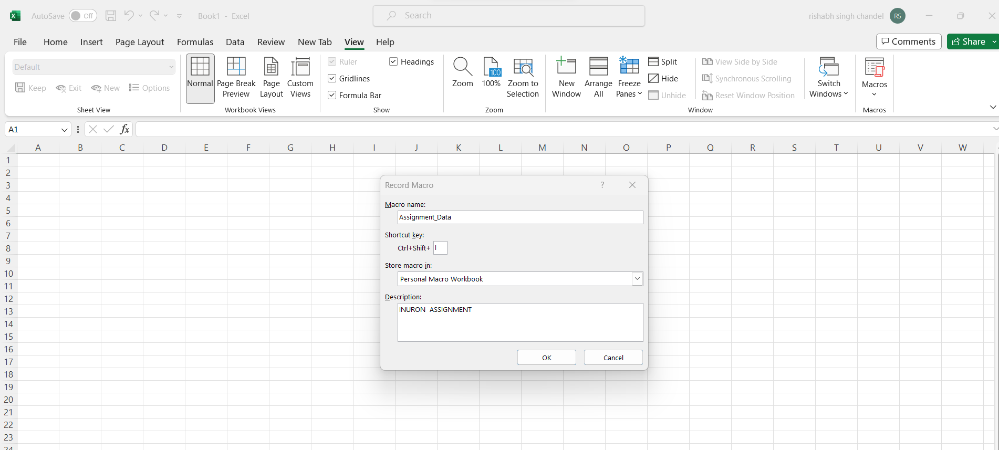 AutoSave Off Book1 - Excel Search rishabh singh chandel RS
File Home Insert Page Layout Formulas Data Review New Tab View Help Comments Share
Default
Keep Exit New Options
Sheet View
Normal Page Break Preview Page Layout Custom Views
Workbook Views
Ruler Headings
Gridlines
Formula Bar
Show
Zoom 100 100% Zoom to Selection
Zoom
New Window Arrange All Freeze Panes
Split
Hide
Unhide
View Side by Side
Synchronous Scrolling
Reset Window Position
Switch Windows
Window
Macros
Macros
A1 fx
A B C D E F G H I J K L M N O P Q R S T U V W
1
2
3
4
5
6
7
8
9
10
11
12
13
14
15
16
17
18
19
20
21
22
23
24
Record Macro ?
Macro name:
Assignment_Data
Shortcut key:
Ctrl+Shift+ I
Store macro in:
Personal Macro Workbook
Description:
INURON ASSIGNMENT
OK Cancel